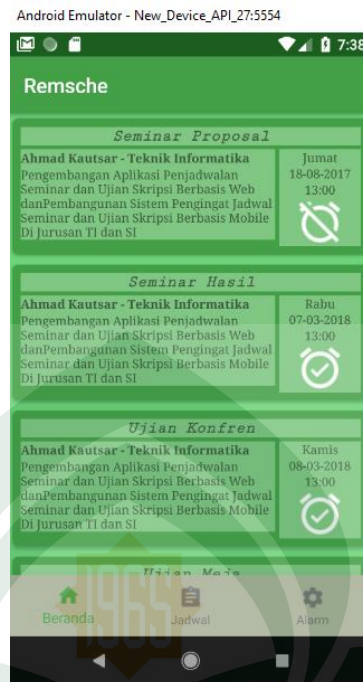 Android Emulator - New_Device_API_27:5554
7:38
Remsche
Seminar Proposal
Ahmad Kautsar - Teknik Informatika
Pengembangan Aplikasi Penjadwalan
Seminar dan Ujian Skripsi Berbasis Web
danPembangunan Sistem Pengingat Jadwal
Seminar dan Ujian Skripsi Berbasis Mobile
Di Jurusan TI dan SI
Jumat
18-08-2017
13:00
Seminar Hasil
Ahmad Kautsar - Teknik Informatika
Pengembangan Aplikasi Penjadwalan
Seminar dan Ujian Skripsi Berbasis Web
danPembangunan Sistem Pengingat Jadwal
Seminar dan Ujian Skripsi Berbasis Mobile
Di Jurusan TI dan SI
Rabu
07-03-2018
13:00
Ujian Konfren
Ahmad Kautsar - Teknik Informatika
Pengembangan Aplikasi Penjadwalan
Seminar dan Ujian Skripsi Berbasis Web
danPembangunan Sistem Pengingat Jadwal
Seminar dan Ujian Skripsi Berbasis Mobile
Di Jurusan TI dan SI
Kamis
08-03-2018
13:00
Ujian Meja
1965
Beranda
Jadwal
Alarm